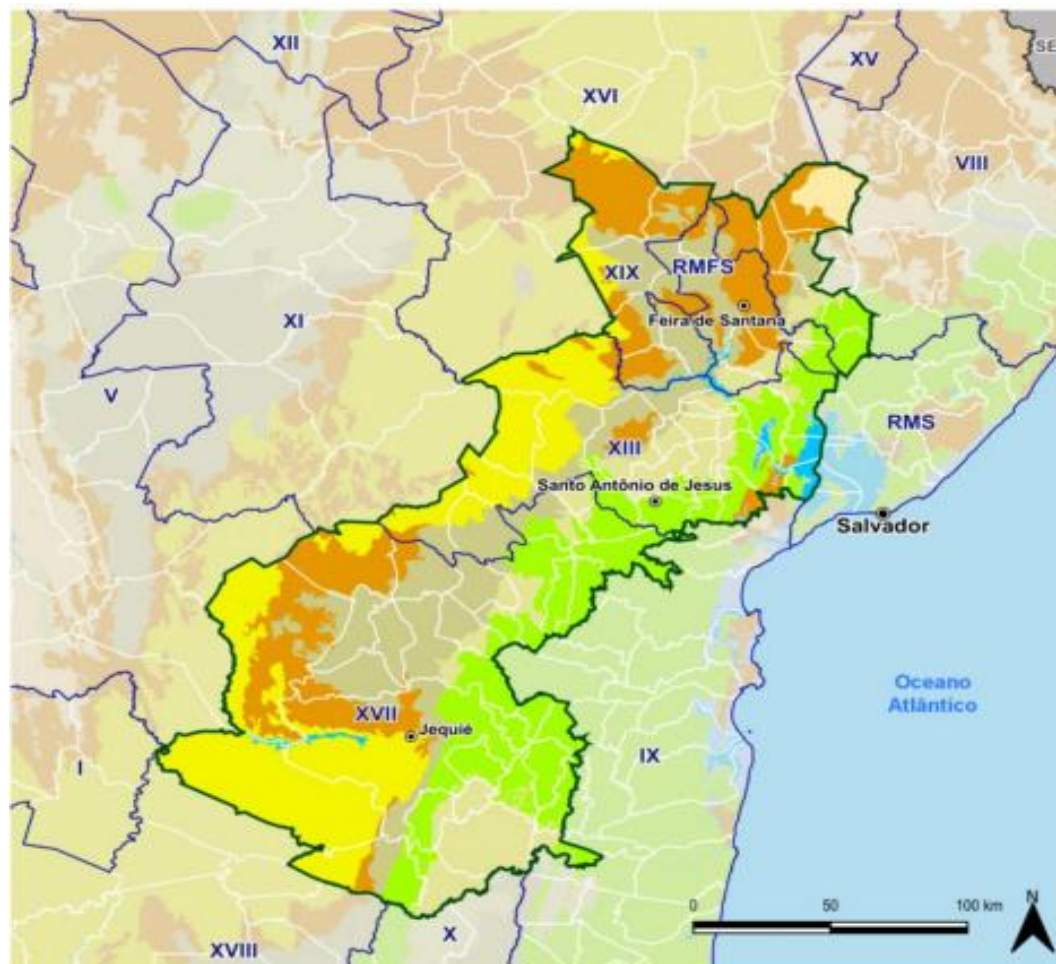 XII
XV
SE
XVI
VIII
XIX
RMFS
Feira de Santana
XI
V
RMS
XIII
Santo Antônio de Jesus
Salvador
Oceano
Atlântico
XVII
Jequié
IX
I
0 50 100 km
N
X
XVIII